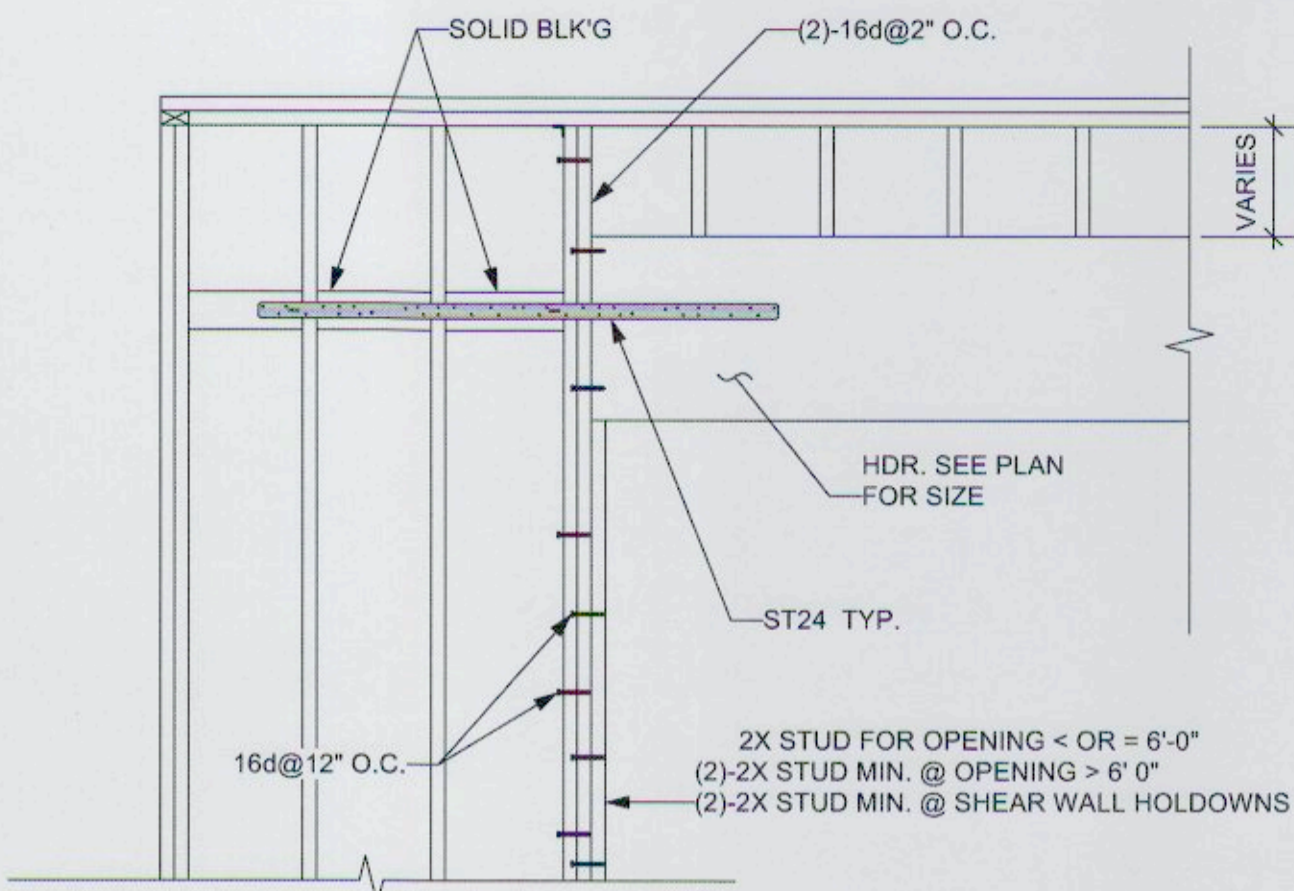 SOLID BLK'G
(2)-16d@2" O.C.
VARIES
HDR. SEE PLAN
FOR SIZE
ST24 TYP.
16d@12" O.C.
2X STUD FOR OPENING < OR = 6'-0"
(2)-2X STUD MIN. @ OPENING > 6' 0"
(2)-2X STUD MIN. @ SHEAR WALL HOLDOWNS